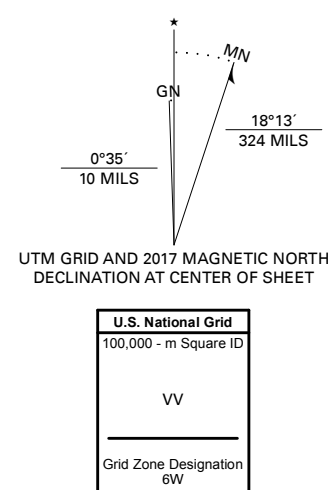 ★
MN
GN
18°13´
324 MILS
0°35´
10 MILS
UTM GRID AND 2017 MAGNETIC NORTH
DECLINATION AT CENTER OF SHEET
U.S. National Grid
100,000 - m Square ID
VV
Grid Zone Designation
6W